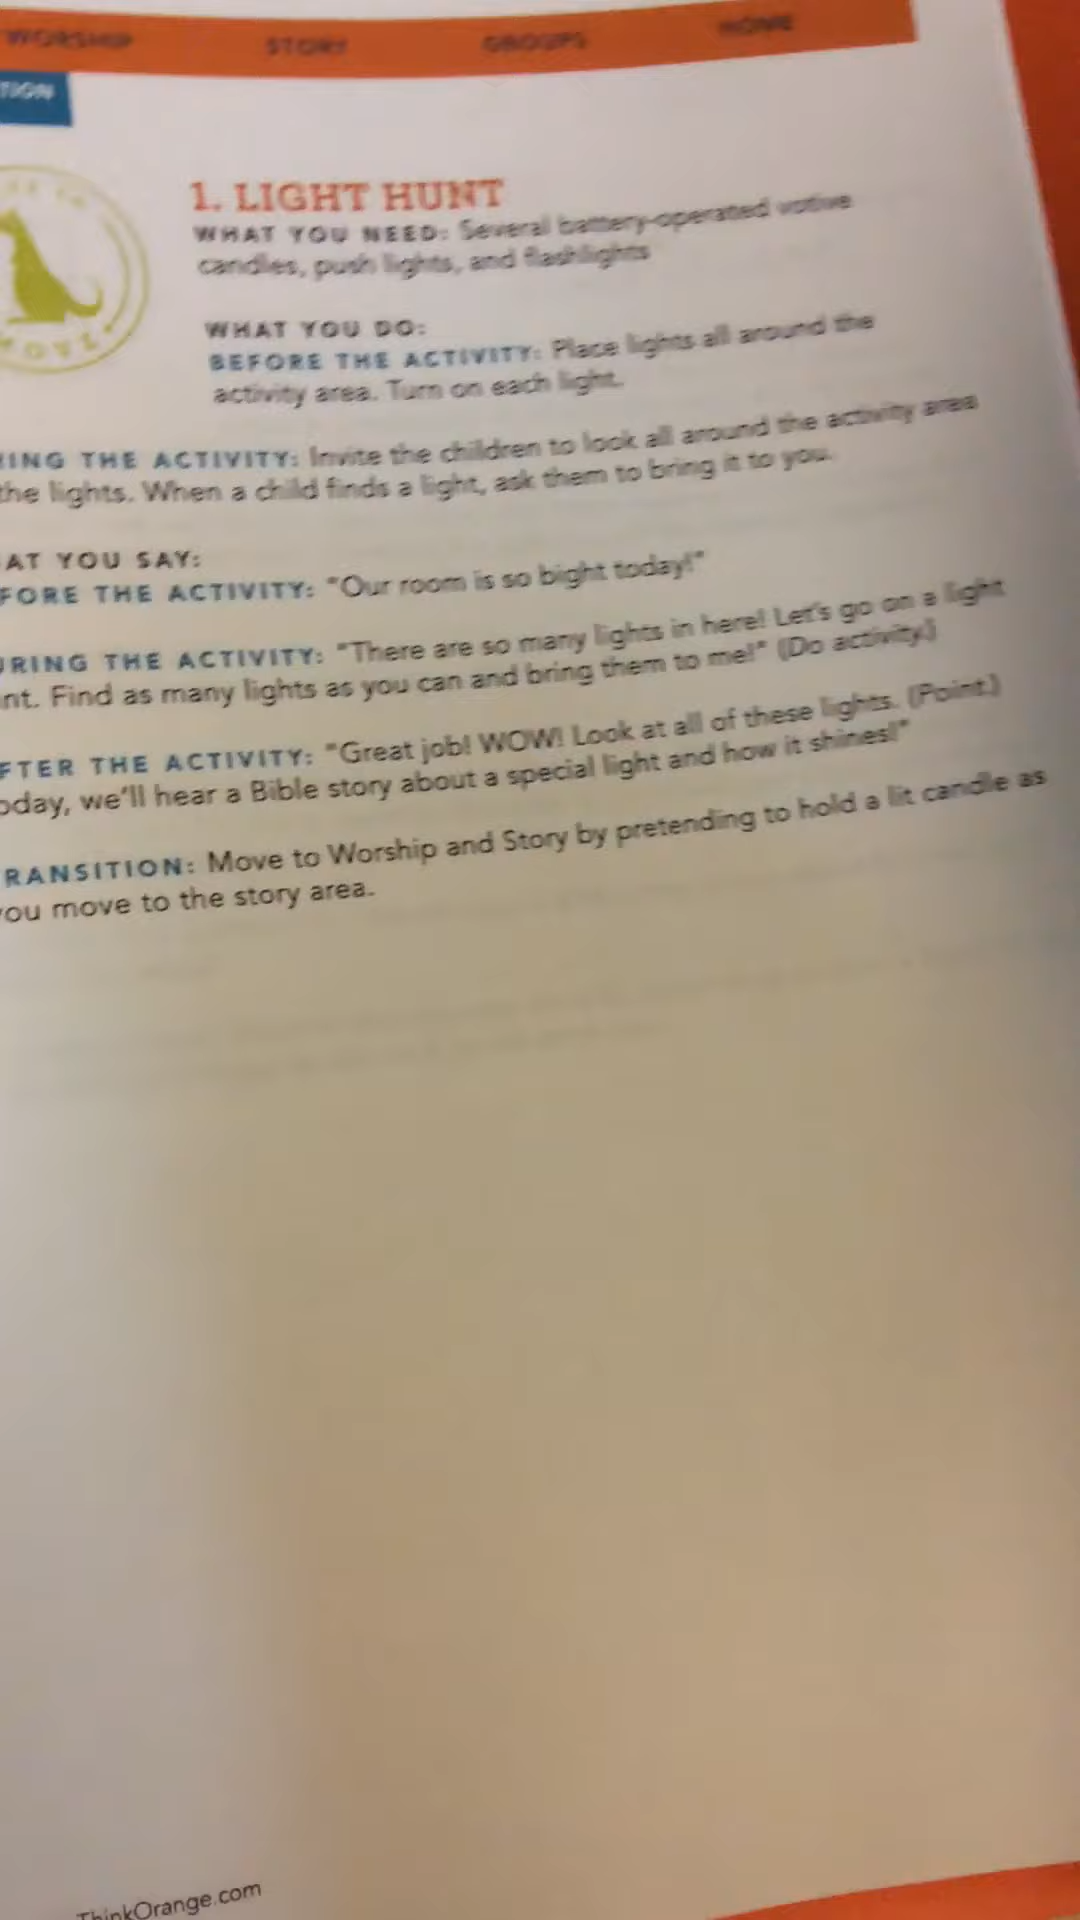 WORSHIP STORY GROUPS HOME
TION
1. LIGHT HUNT
WHAT YOU NEED: Several battery-operated votive
candles, push lights, and flashlights
WHAT YOU DO:
BEFORE THE ACTIVITY: Place lights all around the
activity area. Turn on each light.
RING THE ACTIVITY: Invite the children to look all around the activity area
the lights. When a child finds a light, ask them to bring it to you.
AT YOU SAY:
FORE THE ACTIVITY: "Our room is so bight today!"
URING THE ACTIVITY: "There are so many lights in here! Let's go on a light
nt. Find as many lights as you can and bring them to me!" (Do activity.)
FTER THE ACTIVITY: "Great job! WOW! Look at all of these lights. (Point.)
oday, we'll hear a Bible story about a special light and how it shines!"
RANSITION: Move to Worship and Story by pretending to hold a lit candle as
you move to the story area.
ThinkOrange.com